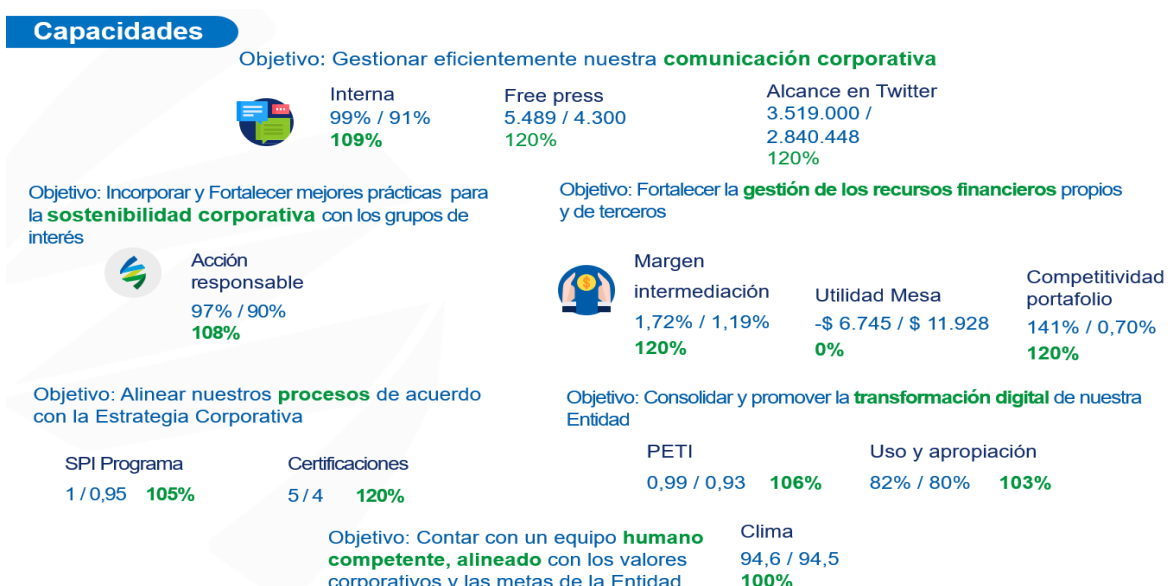 Capacidades
Objetivo: Gestionar eficientemente nuestra comunicación corporativa
Interna
99% / 91%
109%
Free press
5.489 / 4.300
120%
Alcance en Twitter
3.519.000 /
2.840.448
120%
Objetivo: Incorporar y Fortalecer mejores prácticas para
la sostenibilidad corporativa con los grupos de
interés
Acción
responsable
97% / 90%
108%
Objetivo: Fortalecer la gestión de los recursos financieros propios
y de terceros
Margen
intermediación
1,72% / 1,19%
120%
Utilidad Mesa
-$ 6.745 / $ 11.928
0%
Competitividad
portafolio
141% / 0,70%
120%
Objetivo: Alinear nuestros procesos de acuerdo
con la Estrategia Corporativa
SPI Programa
1 / 0,95 105%
Certificaciones
5 / 4 120%
Objetivo: Consolidar y promover la transformación digital de nuestra
Entidad
PETI
0,99 / 0,93 106%
Uso y apropiación
82% / 80% 103%
Objetivo: Contar con un equipo humano
competente, alineado con los valores
corporativos y las metas de la Entidad
Clima
94,6 / 94,5
100%